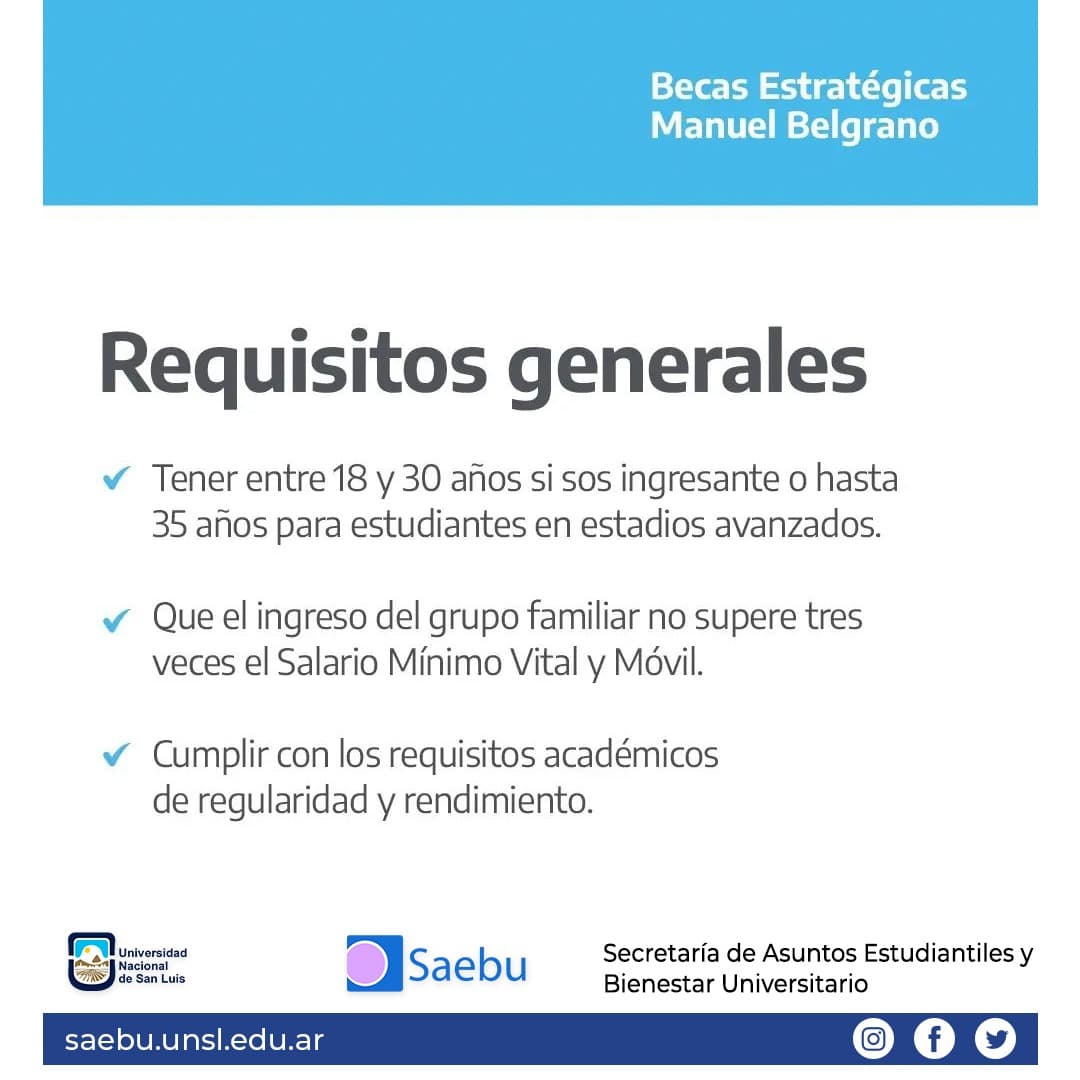 Becas Estratégicas
Manuel Belgrano
Requisitos generales
Tener entre 18 y 30 años si sos ingresante o hasta
35 años para estudiantes en estadios avanzados.
Que el ingreso del grupo familiar no supere tres
veces el Salario Mínimo Vital y Móvil.
Cumplir con los requisitos académicos
de regularidad y rendimiento.
Universidad
Nacional
de San Luis
Saebu
Secretaría de Asuntos Estudiantiles y
Bienestar Universitario
saebu.unsl.edu.ar